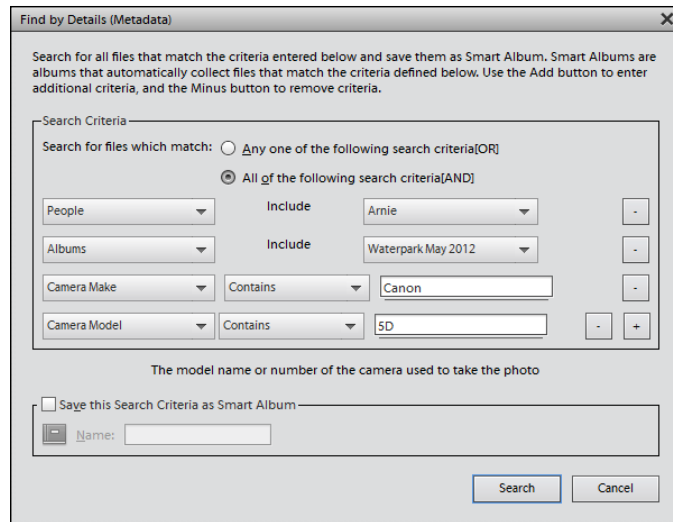 Find by Details (Metadata)
Search for all files that match the criteria entered below and save them as Smart Album. Smart Albums are
albums that automatically collect files that match the criteria defined below. Use the Add button to enter
additional criteria, and the Minus button to remove criteria.
Search Criteria
Search for files which match: Any one of the following search criteria[OR]
All of the following search criteria[AND]
People Include Arnie -
Albums Include Waterpark May 2012 -
Camera Make Contains Canon -
Camera Model Contains 5D - +
The model name or number of the camera used to take the photo
Save this Search Criteria as Smart Album
Name:
Search Cancel